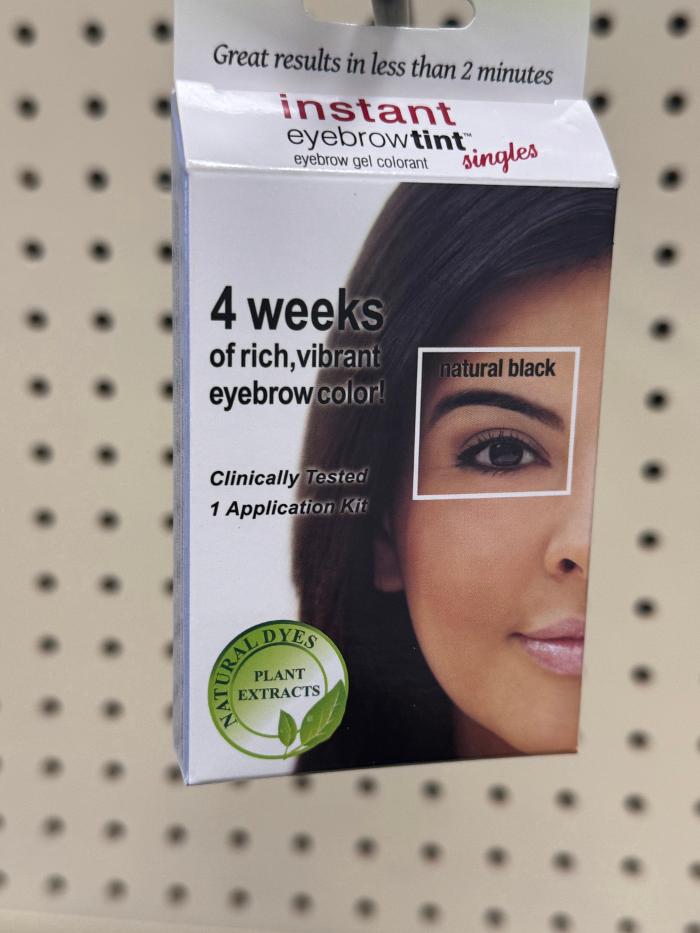 Great results in less than 2 minutes
instant
eyebrowtint™
eyebrow gel colorant singles
4 weeks
of rich,vibrant
eyebrow color!
natural black
Clinically Tested
1 Application Kit
NATURAL DYES
PLANT
EXTRACTS